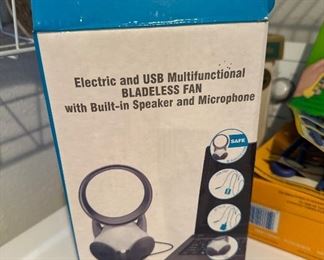 Electric and USB Multifunctional
BLADELESS FAN
with Built-in Speaker and Microphone
SAFE